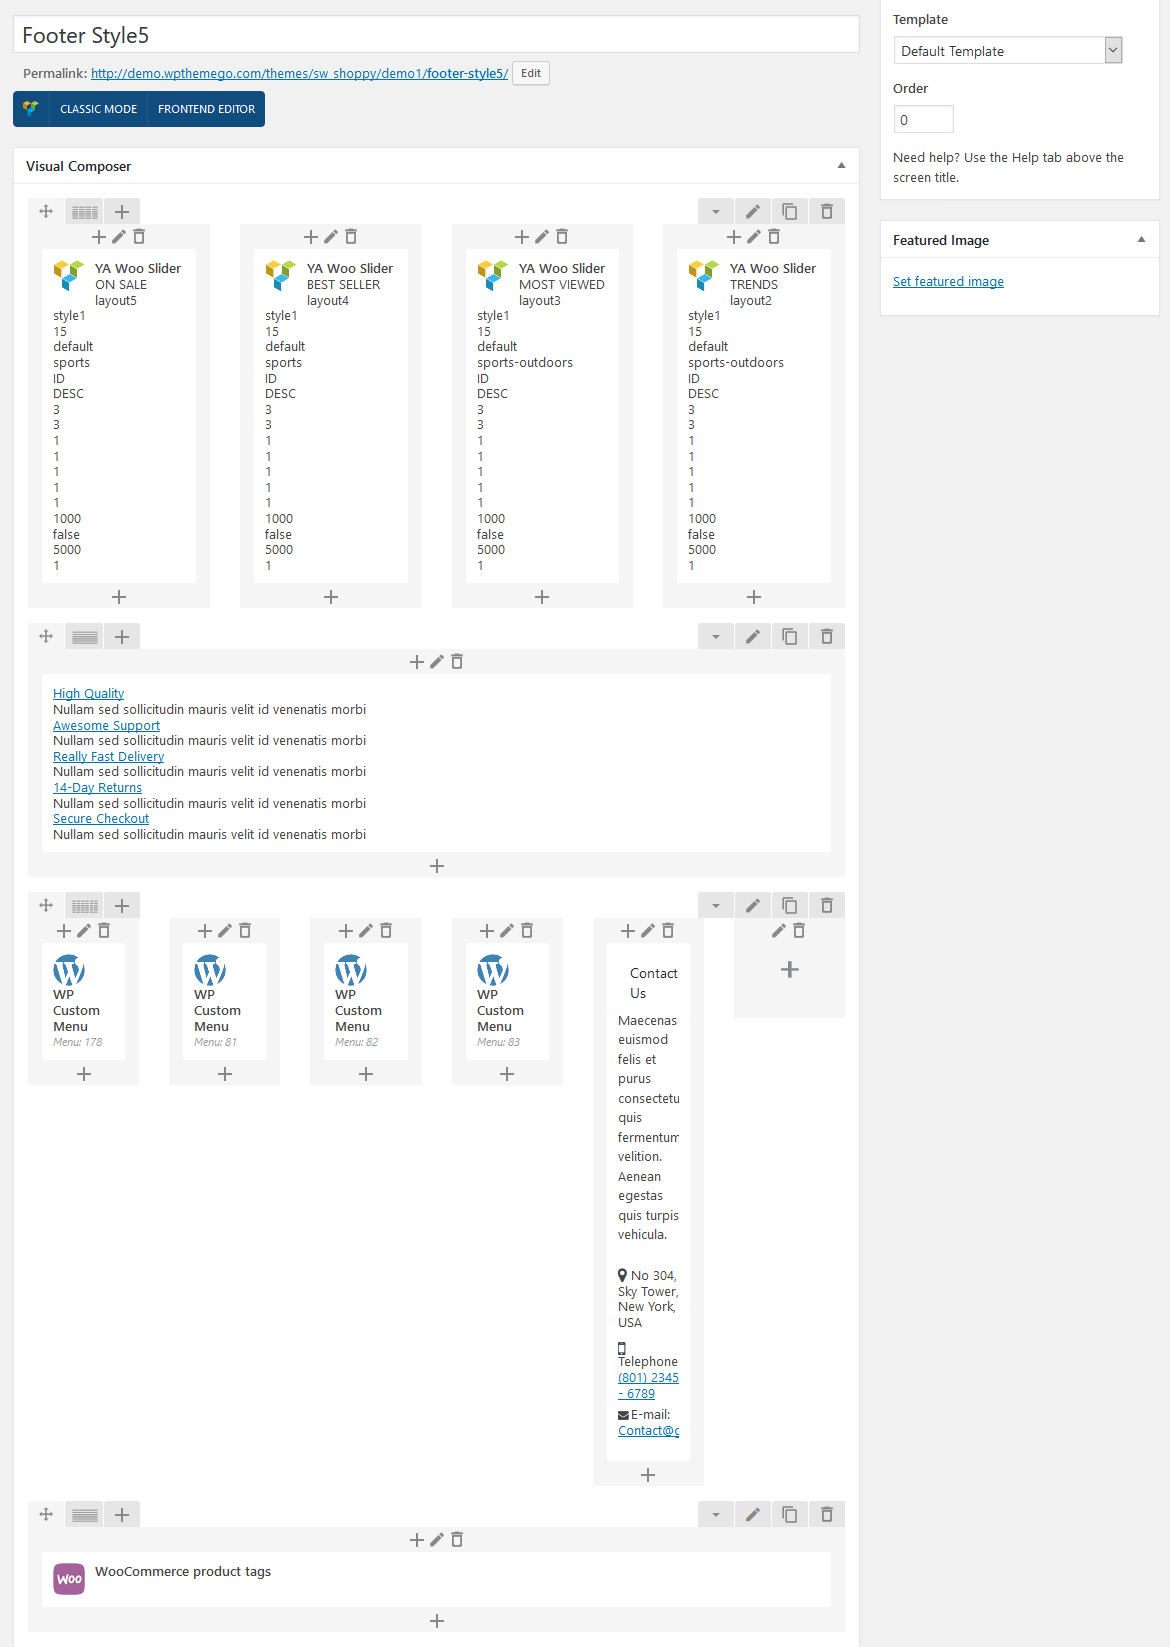 Footer Style5
Permalink: http://demo.wpthemego.com/themes/sw_shoppy/demo1/footer-style5/ Edit
CLASSIC MODE FRONTEND EDITOR
Visual Composer
YA Woo Slider
ON SALE
layout5
style1
15
default
sports
ID
DESC
3
3
1
1
1
1
1
1000
false
5000
1
YA Woo Slider
BEST SELLER
layout4
style1
15
default
sports
ID
DESC
3
3
1
1
1
1
1
1000
false
5000
1
YA Woo Slider
MOST VIEWED
layout3
style1
15
default
sports-outdoors
ID
DESC
3
3
1
1
1
1
1
1000
false
5000
1
YA Woo Slider
TRENDS
layout2
style1
15
default
sports-outdoors
ID
DESC
3
3
1
1
1
1
1
1000
false
5000
1
High Quality
Nullam sed sollicitudin mauris velit id venenatis morbi
Awesome Support
Nullam sed sollicitudin mauris velit id venenatis morbi
Really Fast Delivery
Nullam sed sollicitudin mauris velit id venenatis morbi
14-Day Returns
Nullam sed sollicitudin mauris velit id venenatis morbi
Secure Checkout
Nullam sed sollicitudin mauris velit id venenatis morbi
WP
Custom
Menu
Menu: 178
WP
Custom
Menu
Menu: 81
WP
Custom
Menu
Menu: 82
WP
Custom
Menu
Menu: 83
Contact
Us
Maecenas
euismod
felis et
purus
consectetu
quis
fermentum
velition.
Aenean
egestas
quis turpis
vehicula.
No 304,
Sky Tower,
New York,
USA
Telephone
(801) 2345
- 6789
E-mail:
Contact@g
Woo
WooCommerce product tags
Template
Default Template
Order
0
Need help? Use the Help tab above the
screen title.
Featured Image
Set featured image